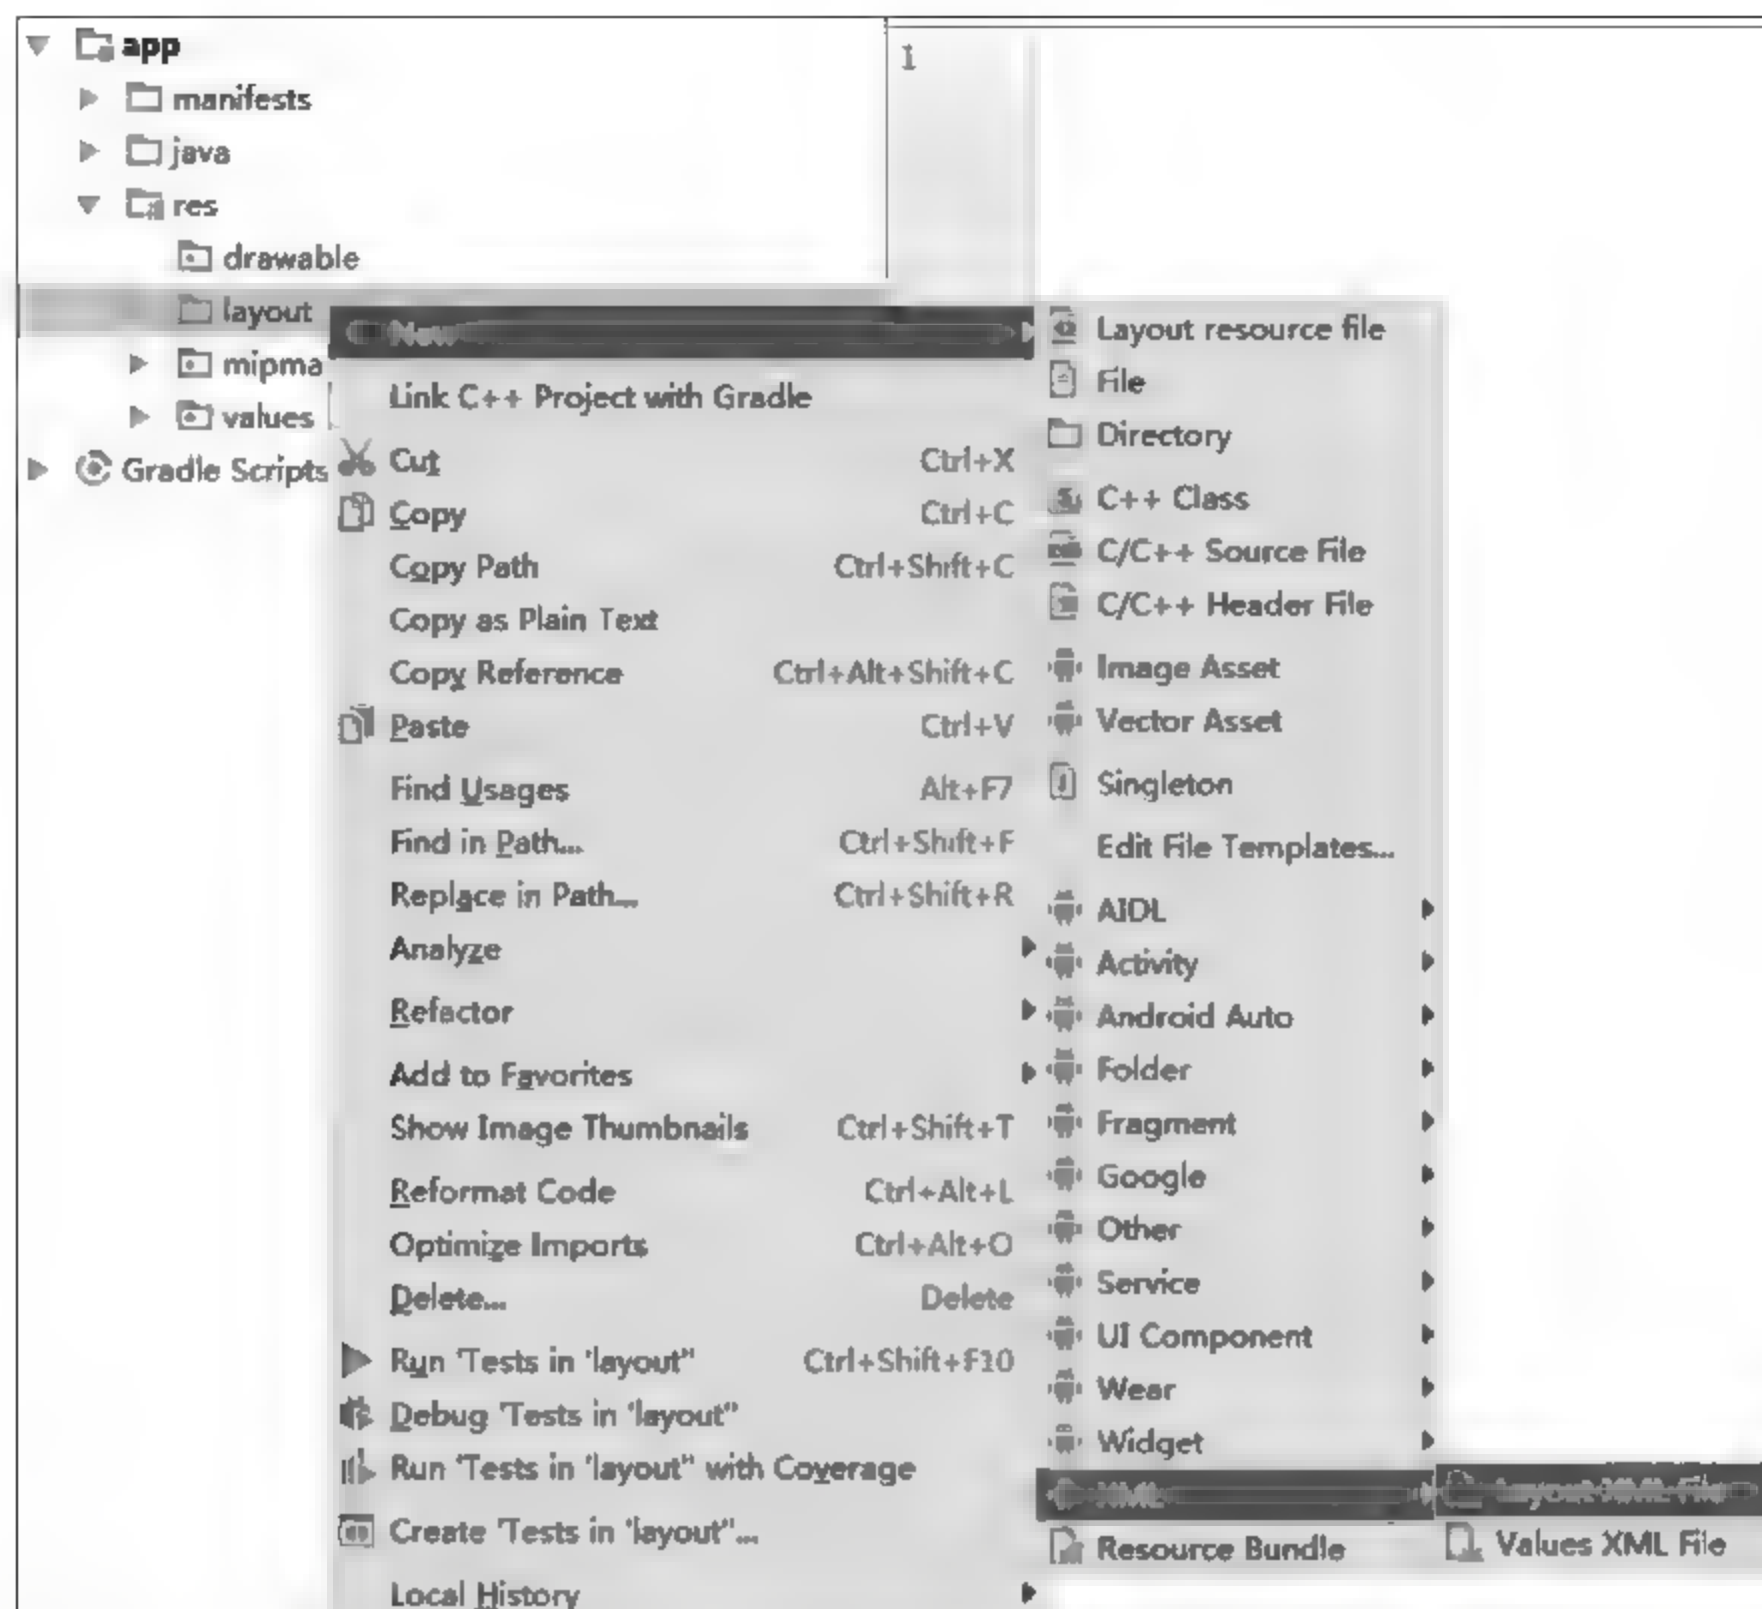 app
1
manifests
java
res
drawable
layout
mipma
values
Gradle Scripts
New
Link C++ Project with Gradle
Cut Ctrl+X
Copy Ctrl+C
Copy Path Ctrl+Shift+C
Copy as Plain Text
Copy Reference Ctrl+Alt+Shift+C
Paste Ctrl+V
Find Usages Alt+F7
Find in Path... Ctrl+Shift+F
Replace in Path... Ctrl+Shift+R
Analyze
Refactor
Add to Favorites
Show Image Thumbnails Ctrl+Shift+T
Reformat Code Ctrl+Alt+L
Optimize Imports Ctrl+Alt+O
Delete... Delete
Run 'Tests in 'layout'' Ctrl+Shift+F10
Debug 'Tests in 'layout''
Run 'Tests in 'layout'' with Coverage
Create 'Tests in 'layout''...
Local History
Layout resource file
File
Directory
C++ Class
C/C++ Source File
C/C++ Header File
Image Asset
Vector Asset
Singleton
Edit File Templates...
AIDL
Activity
Android Auto
Folder
Fragment
Google
Other
Service
UI Component
Wear
Widget
XML
Resource Bundle
Layout XML File
Values XML File